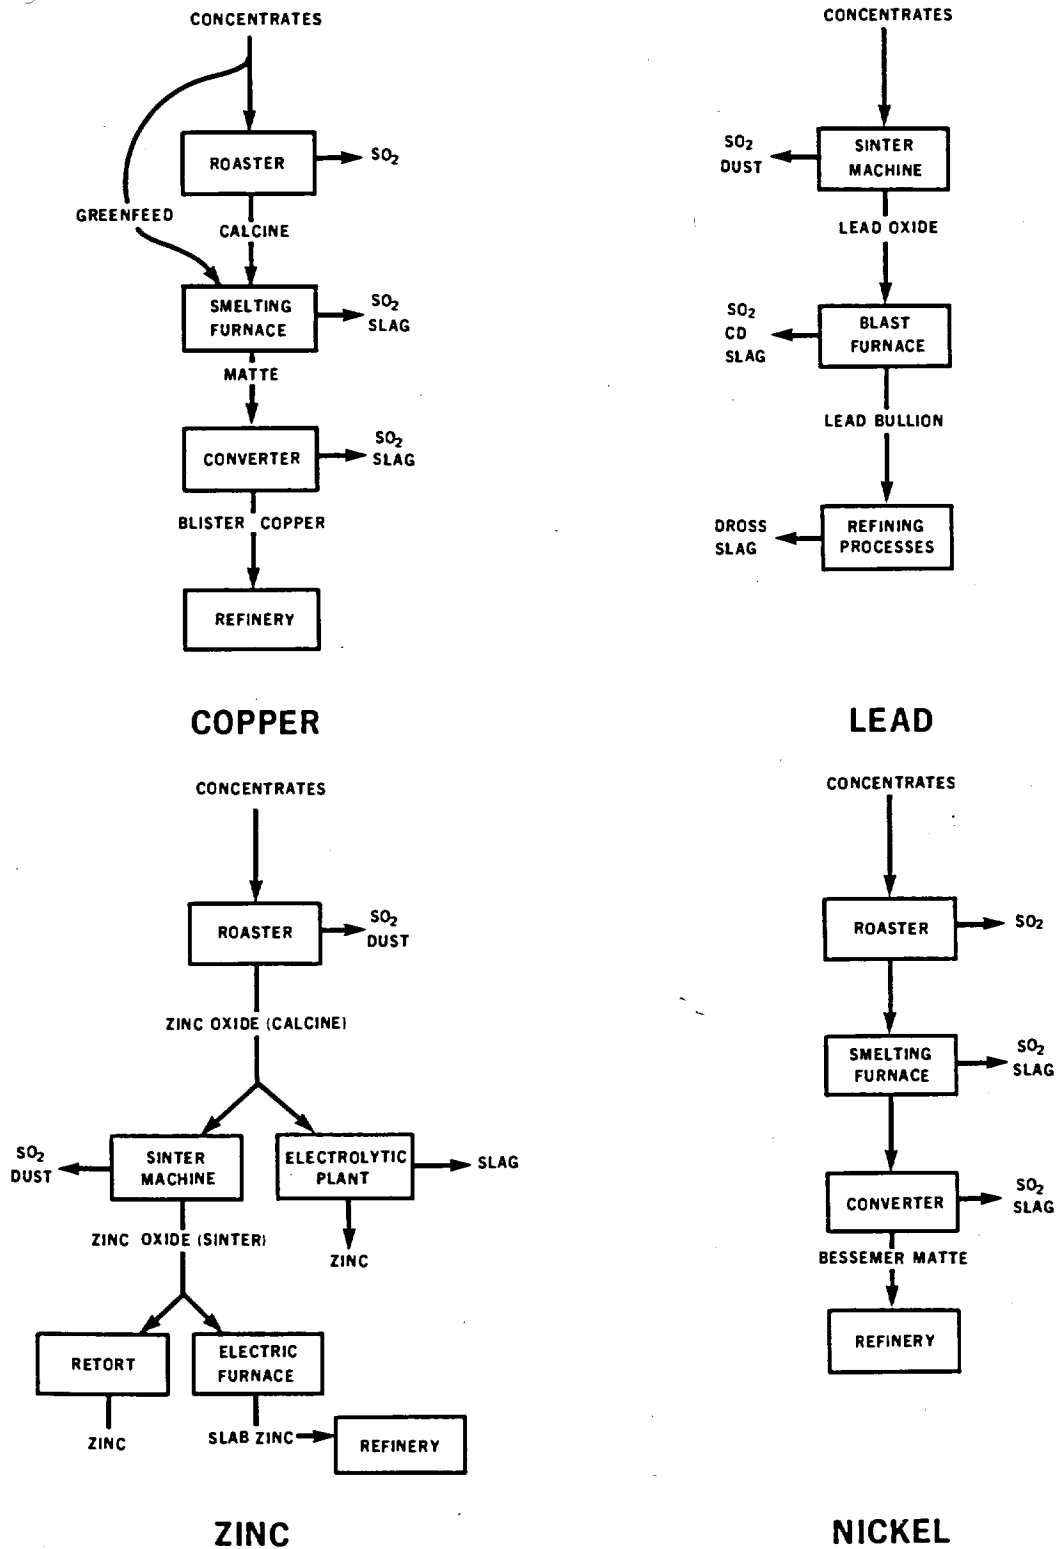 CONCENTRATES
ROASTER
SO2
GREENFEED
CALCINE
SMELTING
FURNACE
SO2
SLAG
MATTE
CONVERTER
SO2
SLAG
BLISTER COPPER
REFINERY
COPPER
CONCENTRATES
SO2
DUST
SINTER
MACHINE
LEAD OXIDE
SO2
CD
SLAG
BLAST
FURNACE
LEAD BULLION
DROSS
SLAG
REFINING
PROCESSES
LEAD
CONCENTRATES
ROASTER
SO2
DUST
ZINC OXIDE (CALCINE)
SO2
DUST
SINTER
MACHINE
ELECTROLYTIC
PLANT
SLAG
ZINC OXIDE (SINTER)
ZINC
RETORT
ELECTRIC
FURNACE
ZINC
SLAB ZINC
REFINERY
ZINC
CONCENTRATES
ROASTER
SO2
SMELTING
FURNACE
SO2
SLAG
CONVERTER
SO2
SLAG
BESSEMER MATTE
REFINERY
NICKEL